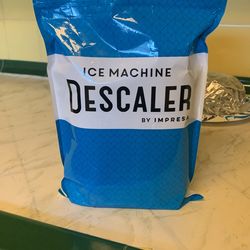 ICE MACHINE
DESCALER
BY IMPRESA